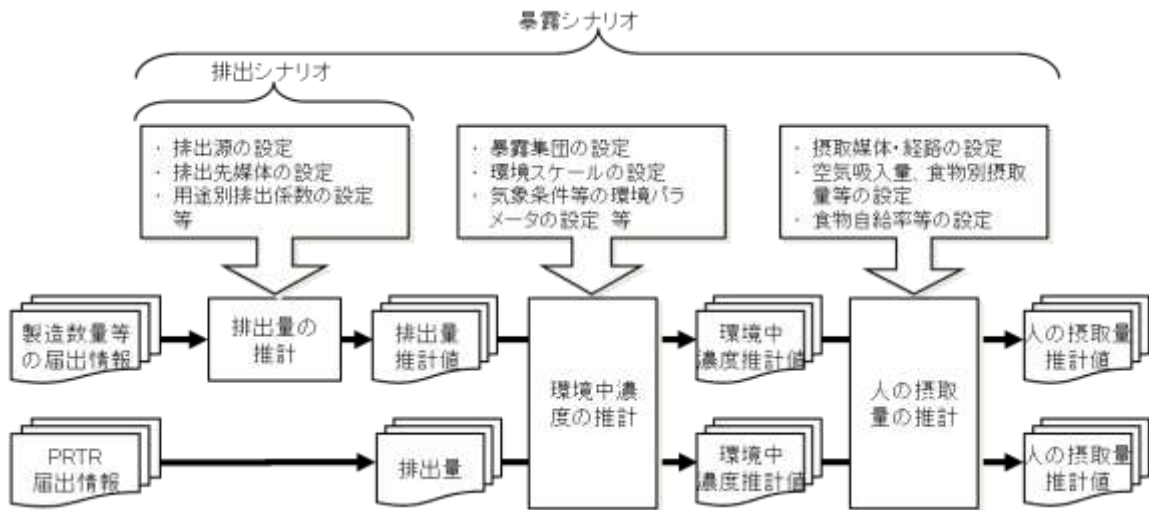 暴露シナリオ
排出シナリオ
・ 排出源の設定
・ 排出先媒体の設定
・ 用途別排出係数の設定
等
・ 暴露集団の設定
・ 環境スケールの設定
・ 気象条件等の環境パラ
メータの設定 等
・ 摂取媒体・経路の設定
・ 空気吸入量、食物別摂取
量等の設定
・ 食物自給率等の設定
製造数量等
の届出情報
排出量の
推計
排出量
推計値
環境中濃
度の推計
環境中
濃度推計値
人の摂取
量の推計
人の摂取量
推計値
PRTR
届出情報
排出量
環境中
濃度推計値
人の摂取量
推計値